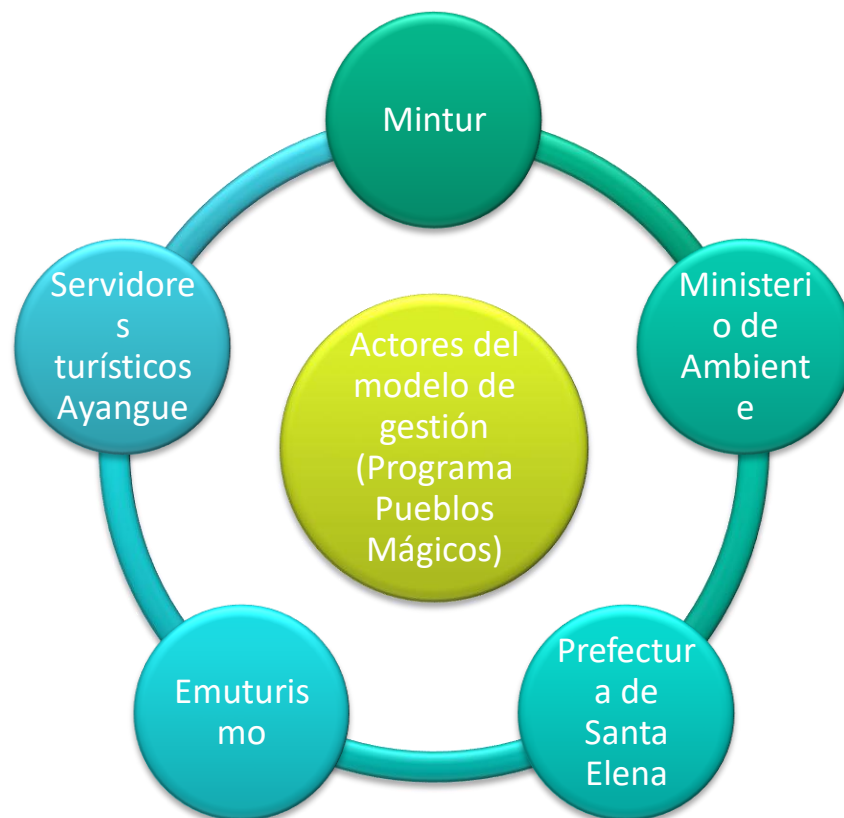 Mintur
Servidore
s
turísticos
Ayangue
Ministeri
o de
Ambient
e
Actores del
modelo de
gestión
(Programa
Pueblos
Mágicos)
Emuturis
mo
Prefectur
a de
Santa
Elena